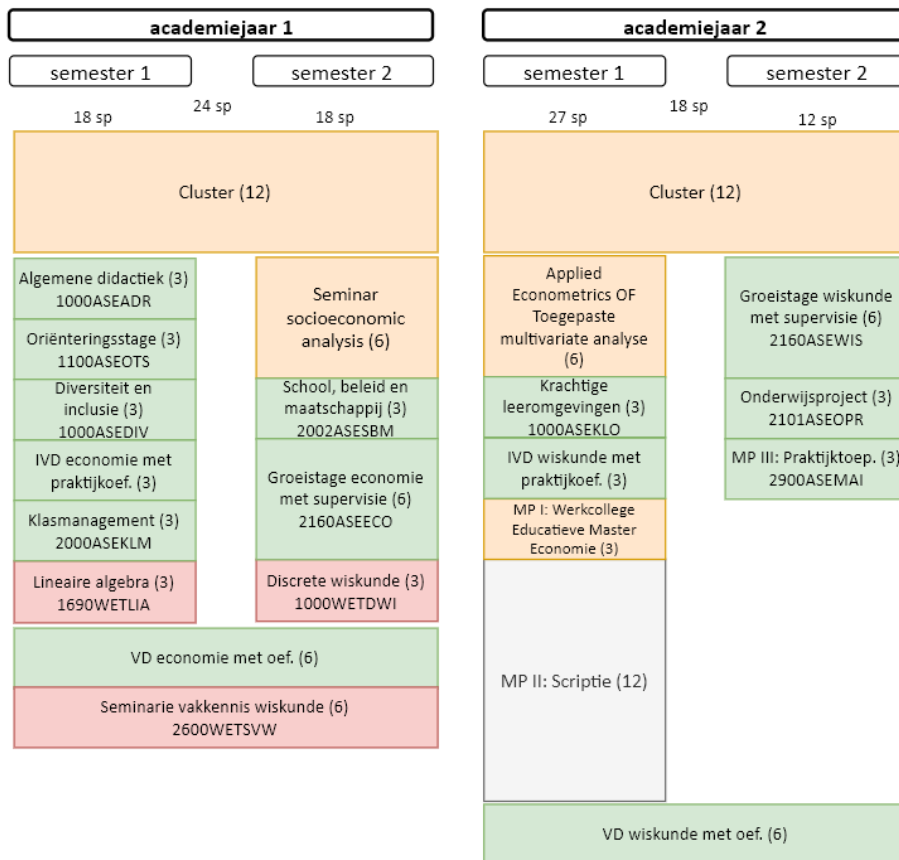 academiejaar 1
semester 1
semester 2
18 sp
24 sp
18 sp
Cluster (12)
Algemene didactiek (3)
1000ASEADR
Oriënteringsstage (3)
1100ASEOTS
Diversiteit en
inclusie (3)
1000ASEDIV
IVD economie met
praktijkoef. (3)
Klasmanagement (3)
2000ASEKLM
Lineaire algebra (3)
1690WETLIA
Seminar
socioeconomic
analysis (6)
School, beleid en
maatschappij (3)
2002ASESBM
Groeistage economie
met supervisie (6)
2160ASEECO
Discrete wiskunde (3)
1000WETDWI
VD economie met oef. (6)
Seminarie vakkennis wiskunde (6)
2600WETSVW
academiejaar 2
semester 1
semester 2
27 sp
18 sp
12 sp
Cluster (12)
Applied
Econometrics OF
Toegepaste
multivariate analyse
(6)
Krachtige
leeromgevingen (3)
1000ASEKLO
IVD wiskunde met
praktijkoef. (3)
MP I: Werkcollege
Educatieve Master
Economie (3)
MP II: Scriptie (12)
Groeistage wiskunde
met supervisie (6)
2160ASEWIS
Onderwijsproject (3)
2101ASEOPR
MP III: Praktijktoep. (3)
2900ASEMAI
VD wiskunde met oef. (6)